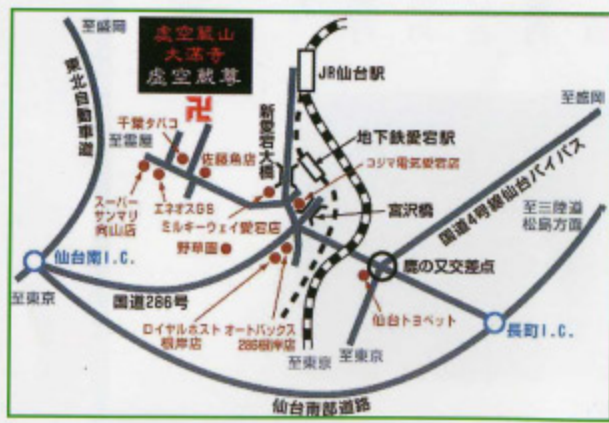 至盛岡
虚空蔵山
大満寺
虚空蔵尊
JR仙台駅
東北自動車道
千葉タバコ
至霊屋
佐藤魚店
新愛宕大橋
地下鉄愛宕駅
コジマ電気愛宕店
至盛岡
国道4号線仙台バイパス
スーパー
サンマリ
向山店
エネオスGS
ミルキーウェイ愛宕店
野草園
宮沢橋
至三陸道
松島方面
仙台南I.C.
至東京
国道286号
鹿の又交差点
仙台トヨペット
長町I.C.
ロイヤルホスト
根岸店
オートバックス
286根岸店
至東京
至東京
仙台南部道路